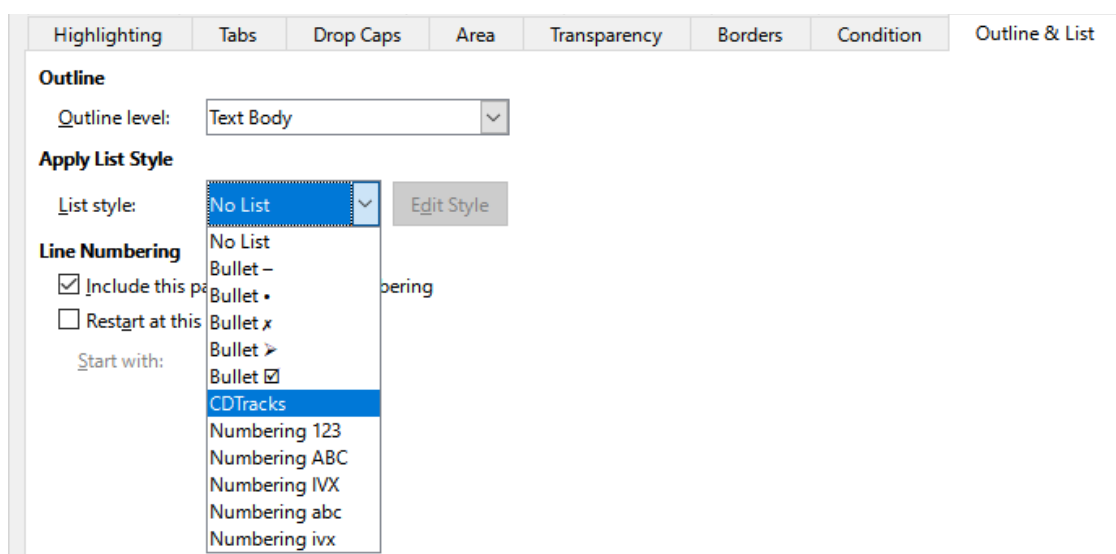 Highlighting Tabs Drop Caps Area Transparency Borders Condition Outline & List
Outline
Outline level: Text Body
Apply List Style
List style: No List Edit Style
No List
Line Numbering
Bullet –
Include this pa bering
Bullet •
Restart at this Bullet ✗
Bullet ➢
Start with:
Bullet ☑
CDTracks
Numbering 123
Numbering ABC
Numbering IVX
Numbering abc
Numbering ivx